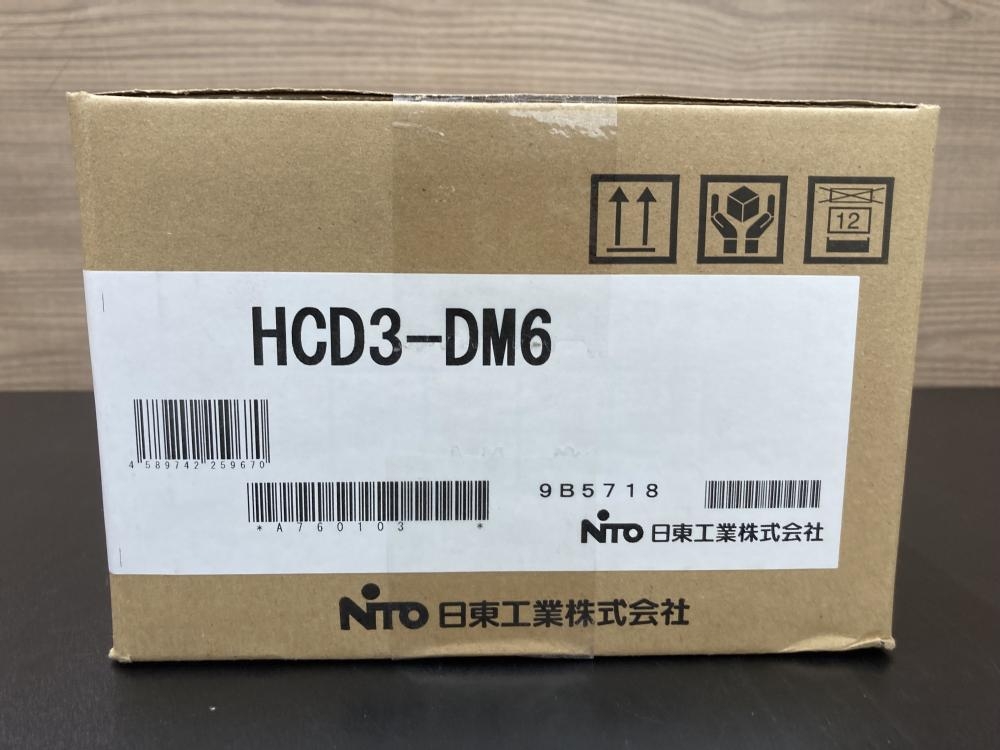 12
HCD3-DM6
4 589742 259670
*A760103 *
9B5718
NITO 日東工業株式会社
NITO 日東工業株式会社